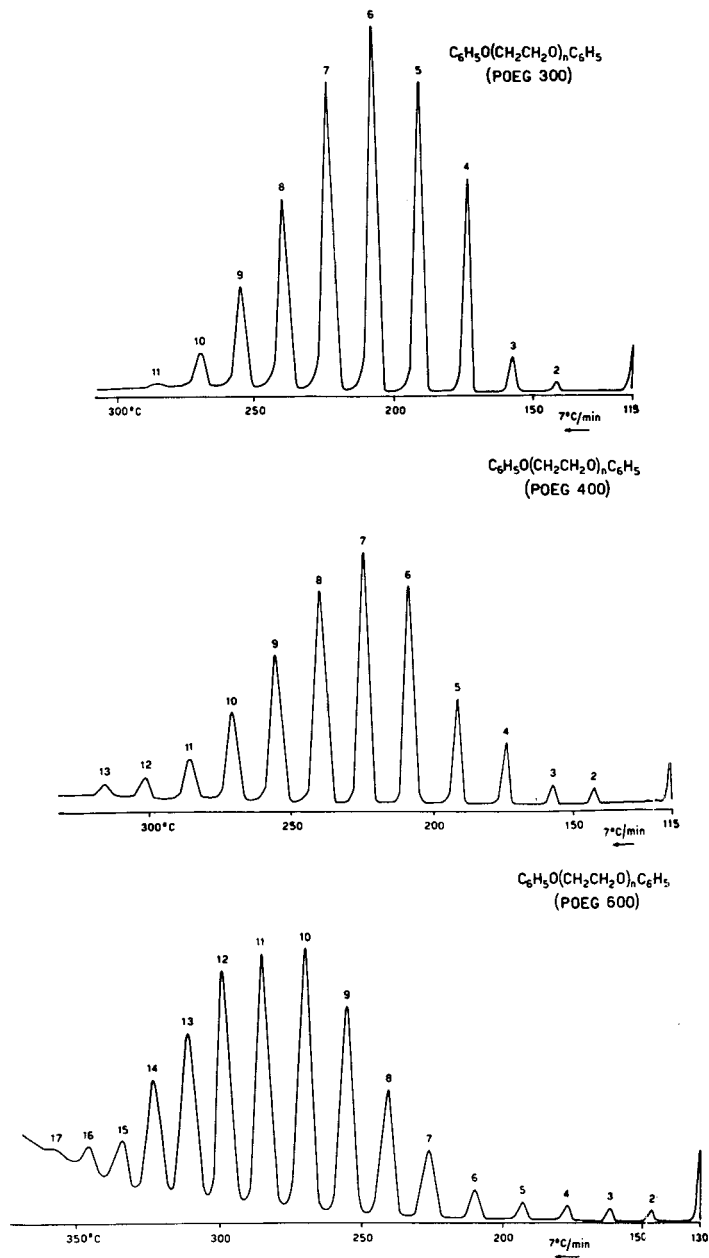 C₆H₅O(CH₂CH₂O)ₙC₆H₅
(POEG 300)
11 10 9 8 7 6 5 4 3 2
300°C 250 200 150 115
7°C/min
C₆H₅O(CH₂CH₂O)ₙC₆H₅
(POEG 400)
13 12 11 10 9 8 7 6 5 4 3 2
300°C 250 200 150 115
7°C/min
C₆H₅O(CH₂CH₂O)ₙC₆H₅
(POEG 600)
17 16 15 14 13 12 11 10 9 8 7 6 5 4 3 2
350°C 300 250 200 150 130
7°C/min